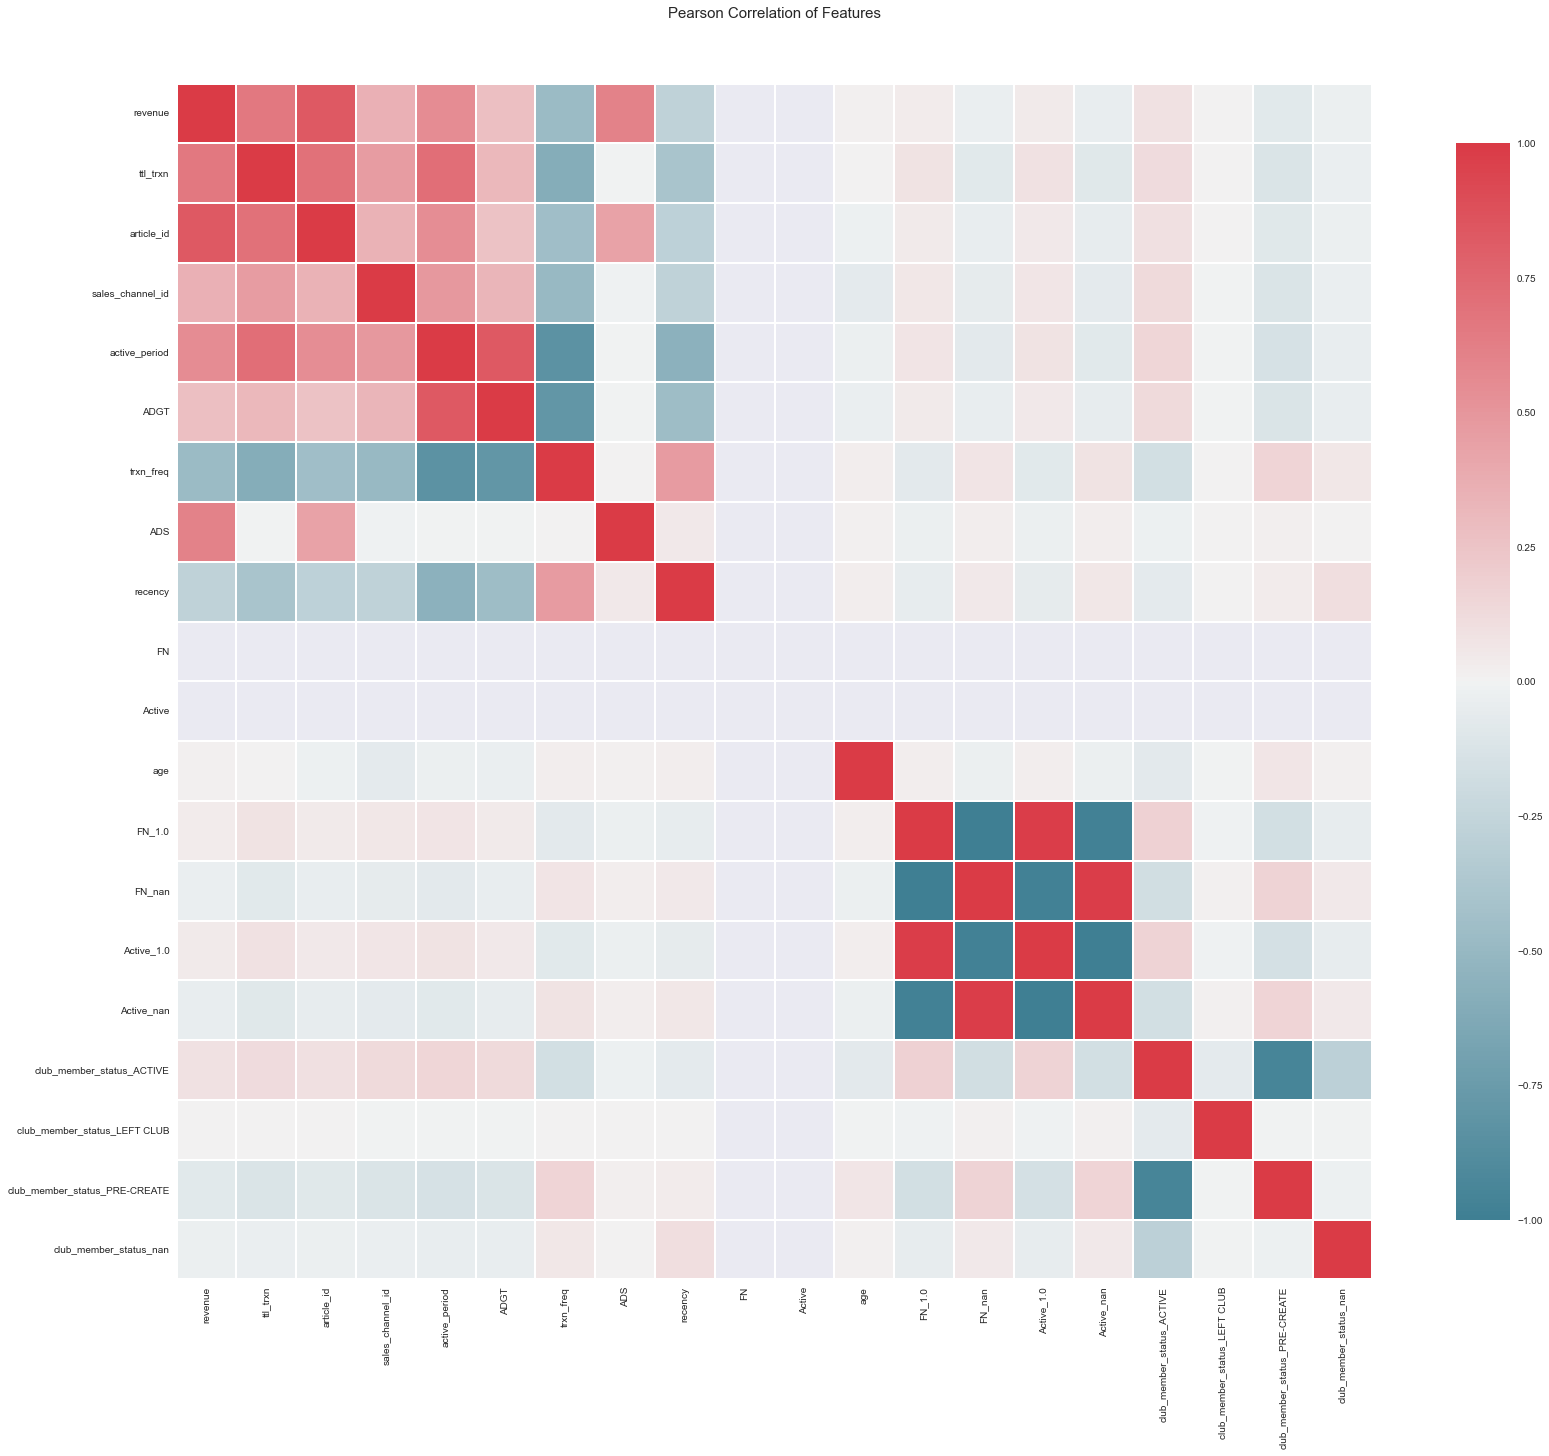 Pearson Correlation of Features
revenue
ttl_trxn
article_id
sales_channel_id
active_period
ADGT
trxn_freq
ADS
recency
FN
Active
age
FN_1.0
FN_nan
Active_1.0
Active_nan
club_member_status_ACTIVE
club_member_status_LEFT CLUB
club_member_status_PRE-CREATE
club_member_status_nan
revenue
ttl_trxn
article_id
sales_channel_id
active_period
ADGT
trxn_freq
ADS
recency
FN
Active
age
FN_1.0
FN_nan
Active_1.0
Active_nan
club_member_status_ACTIVE
club_member_status_LEFT CLUB
club_member_status_PRE-CREATE
club_member_status_nan
1.00
0.75
0.50
0.25
0.00
−0.25
−0.50
−0.75
−1.00